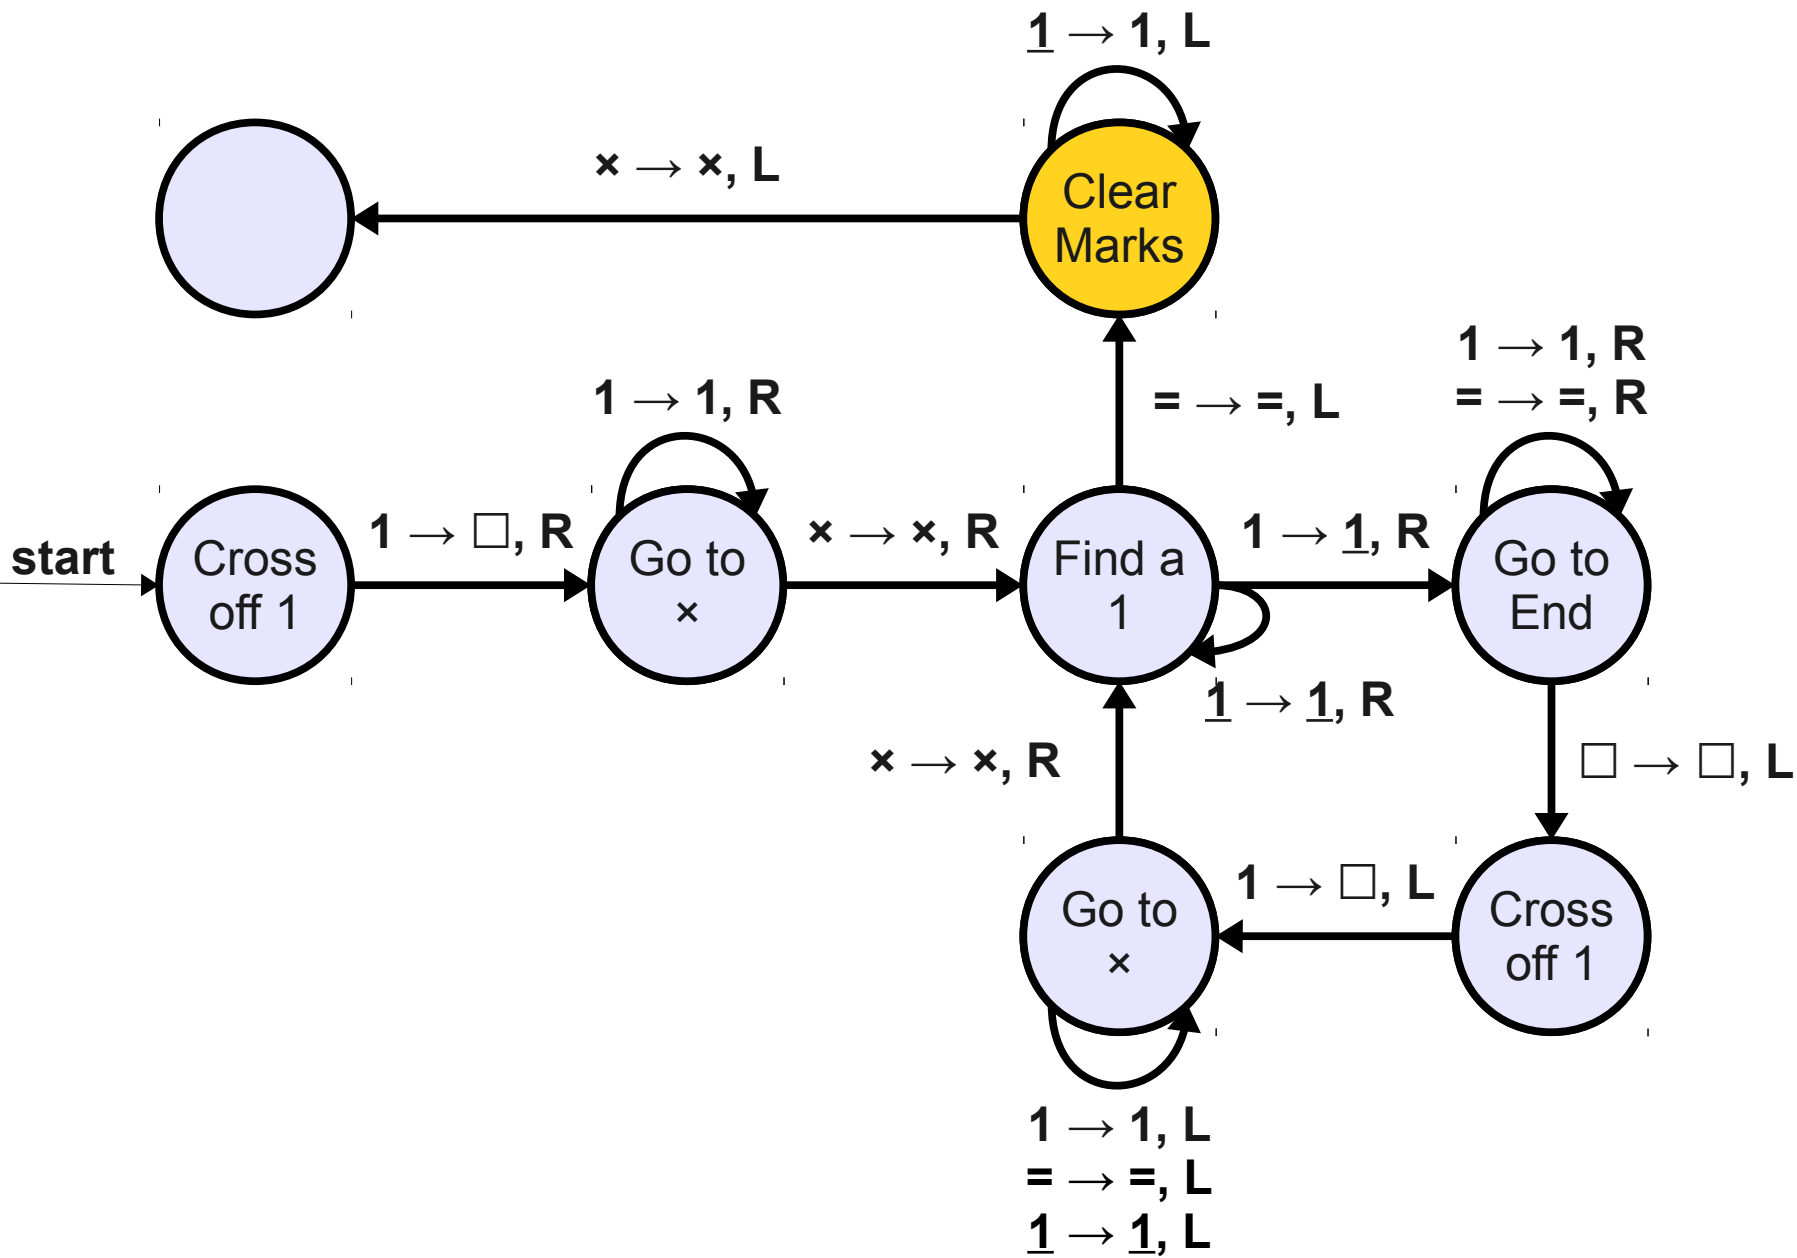 1 → 1, L
× → ×, L
Clear
Marks
1 → 1, R
= → =, R
1 → 1, R
= → =, L
start
Cross
off 1
1 → □, R
Go to
×
× → ×, R
Find a
1
1 → 1, R
Go to
End
1 → 1, R
× → ×, R
□ → □, L
Go to
×
1 → □, L
Cross
off 1
1 → 1, L
= → =, L
1 → 1, L